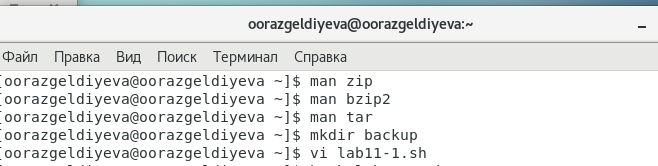 oorazgeldiyeva@oorazgeldiyeva:~
Файл Правка Вид Поиск Терминал Справка
[oorazgeldiyeva@oorazgeldiyeva ~]$ man zip
[oorazgeldiyeva@oorazgeldiyeva ~]$ man bzip2
[oorazgeldiyeva@oorazgeldiyeva ~]$ man tar
[oorazgeldiyeva@oorazgeldiyeva ~]$ mkdir backup
[oorazgeldiyeva@oorazgeldiyeva ~]$ vi lab11-1.sh